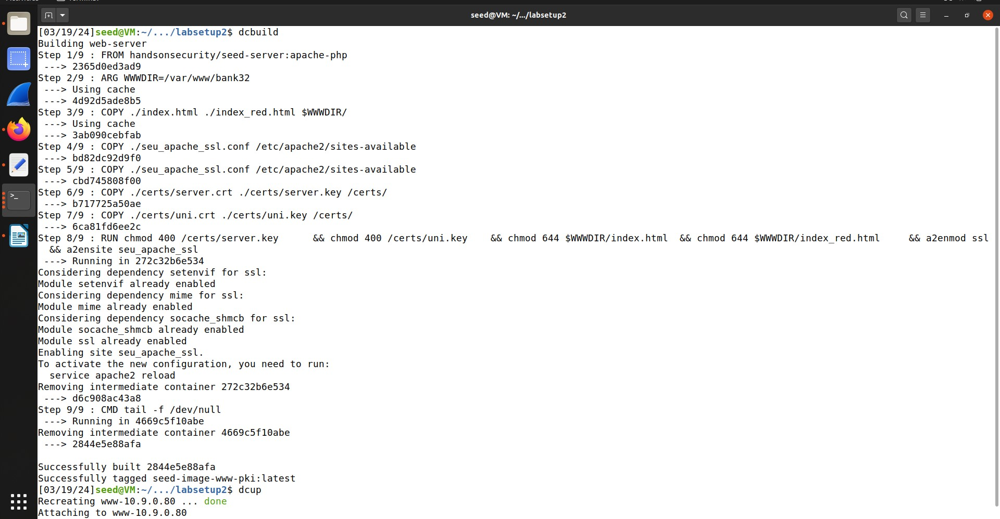 seed@VM: ~/.../labsetup2
[03/19/24]seed@VM:~/.../labsetup2$ dcbuild
Building web-server
Step 1/9 : FROM handsonsecurity/seed-server:apache-php
 ---> 2365d0ed3ad9
Step 2/9 : ARG WWWDIR=/var/www/bank32
 ---> Using cache
 ---> 4d92d5ade8b5
Step 3/9 : COPY ./index.html ./index_red.html $WWWDIR/
 ---> Using cache
 ---> 3ab090cebfab
Step 4/9 : COPY ./seu_apache_ssl.conf /etc/apache2/sites-available
 ---> bd82dc92d9f0
Step 5/9 : COPY ./seu_apache_ssl.conf /etc/apache2/sites-available
 ---> cbd745808f00
Step 6/9 : COPY ./certs/server.crt ./certs/server.key /certs/
 ---> b717725a50ae
Step 7/9 : COPY ./certs/uni.crt ./certs/uni.key /certs/
 ---> 6ca81fd6ee2c
Step 8/9 : RUN chmod 400 /certs/server.key      && chmod 400 /certs/uni.key    && chmod 644 $WWWDIR/index.html  && chmod 644 $WWWDIR/index_red.html     && a2enmod ssl
  && a2ensite seu_apache_ssl
 ---> Running in 272c32b6e534
Considering dependency setenvif for ssl:
Module setenvif already enabled
Considering dependency mime for ssl:
Module mime already enabled
Considering dependency socache_shmcb for ssl:
Module socache_shmcb already enabled
Module ssl already enabled
Enabling site seu_apache_ssl.
To activate the new configuration, you need to run:
  service apache2 reload
Removing intermediate container 272c32b6e534
 ---> d6c908ac43a8
Step 9/9 : CMD tail -f /dev/null
 ---> Running in 4669c5f10abe
Removing intermediate container 4669c5f10abe
 ---> 2844e5e88afa

Successfully built 2844e5e88afa
Successfully tagged seed-image-www-pki:latest
[03/19/24]seed@VM:~/.../labsetup2$ dcup
Recreating www-10.9.0.80 ... done
Attaching to www-10.9.0.80